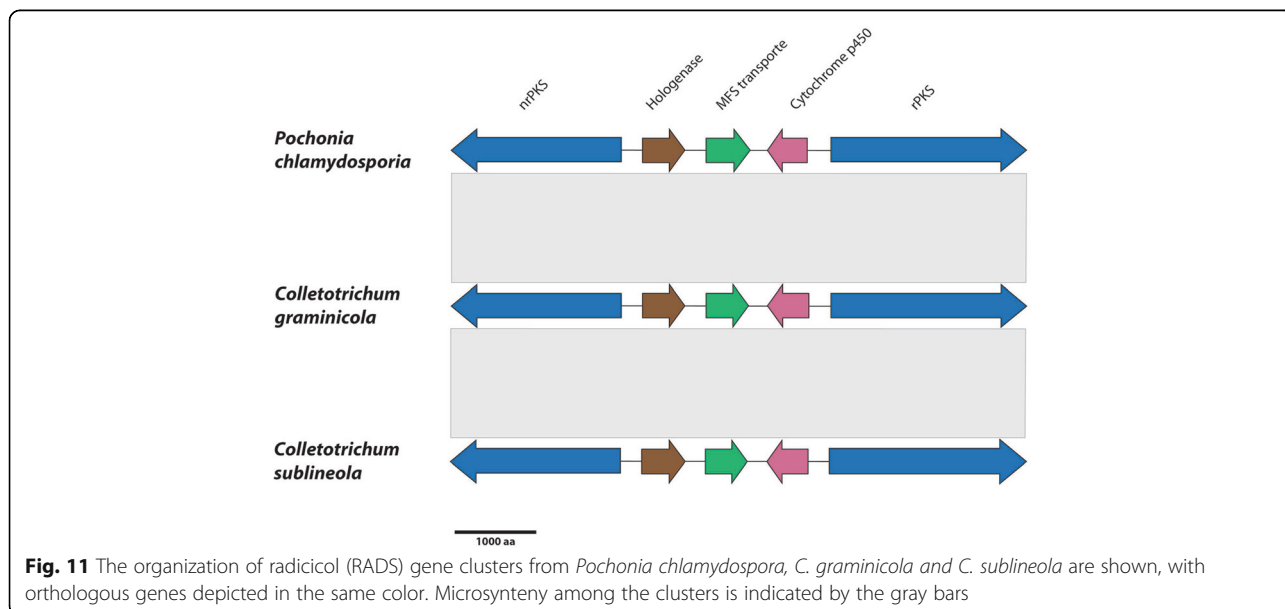 nrPKS Hologenase MFS transporte Cytochrome p450 rPKS
Pochonia
chlamydosporia
Colletotrichum
graminicola
Colletotrichum
sublineola
1000 aa
Fig. 11 The organization of radicicol (RADS) gene clusters from Pochonia chlamydospora, C. graminicola and C. sublineola are shown, with
orthologous genes depicted in the same color. Microsynteny among the clusters is indicated by the gray bars